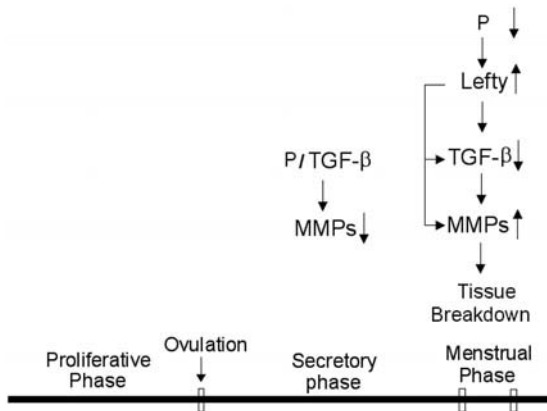 P ↓
Lefty ↑
P/TGF-β
TGF-β ↓
MMPs ↓
MMPs ↑
Tissue
Breakdown
Proliferative
Phase
Ovulation
Secretory
phase
Menstrual
Phase